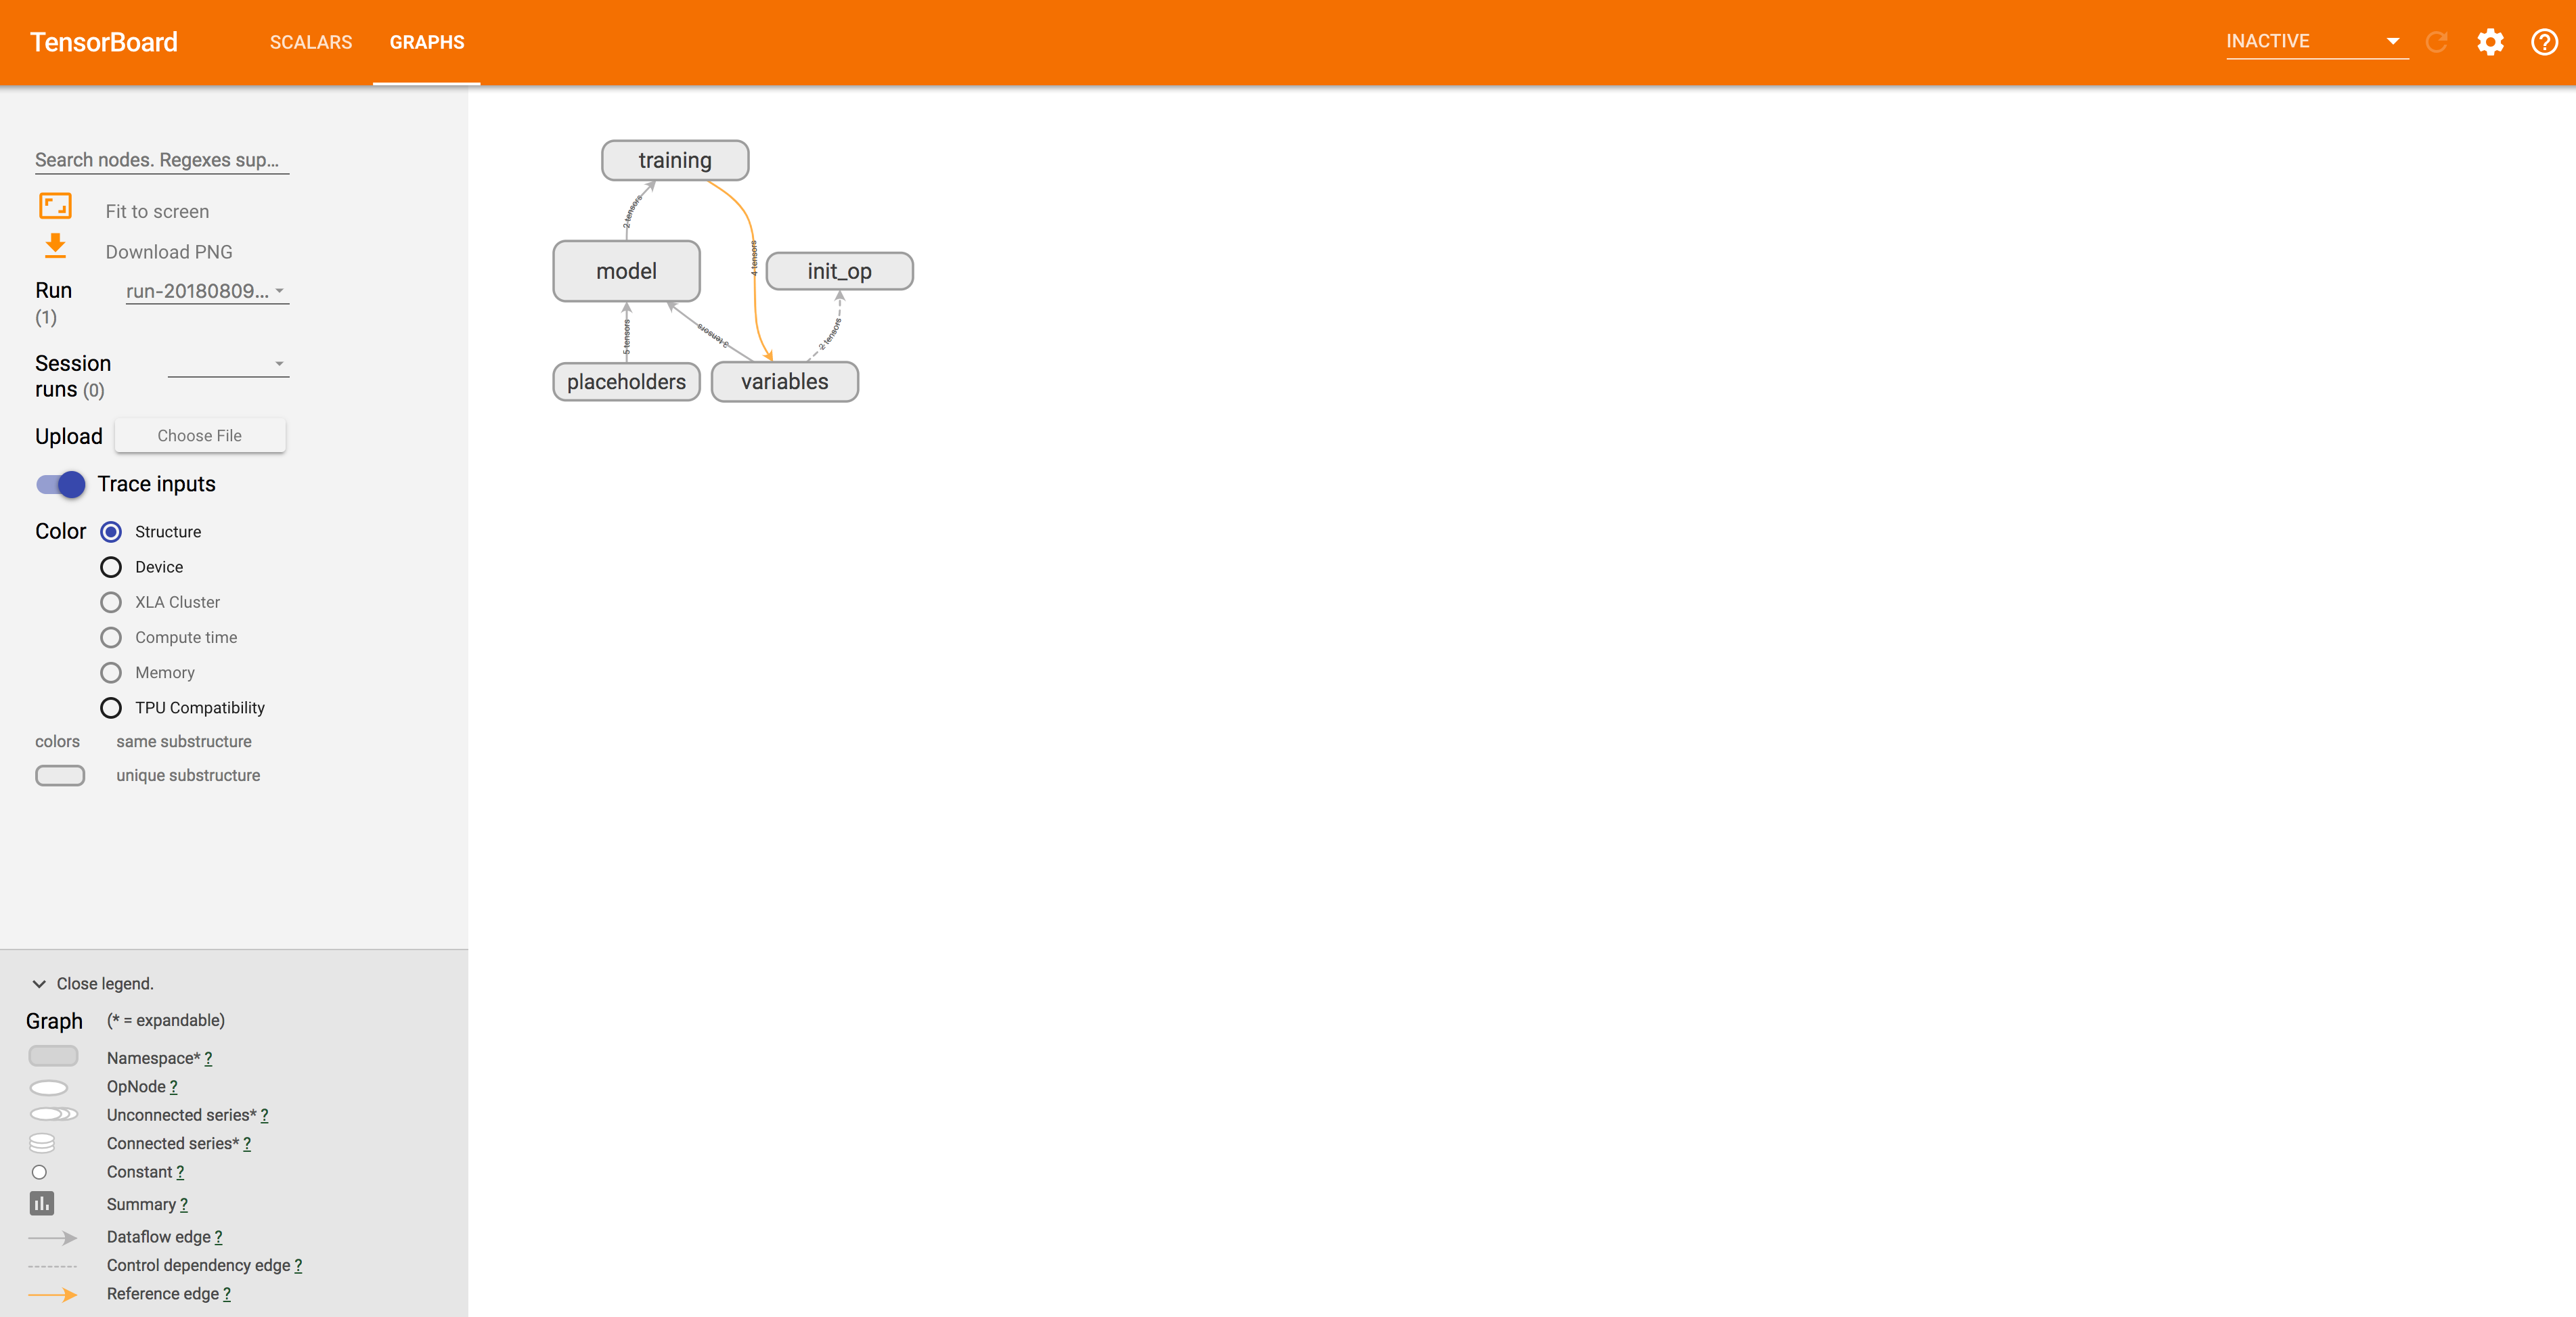 TensorBoard
SCALARS
GRAPHS
INACTIVE
Search nodes. Regexes sup...
Fit to screen
Download PNG
Run
(1)
run-20180809...
Session
runs (0)
Upload
Choose File
Trace inputs
Color
Structure
Device
XLA Cluster
Compute time
Memory
TPU Compatibility
colors
same substructure
unique substructure
Close legend.
Graph
(* = expandable)
Namespace* ?
OpNode ?
Unconnected series* ?
Connected series* ?
Constant ?
Summary ?
Dataflow edge ?
Control dependency edge ?
Reference edge ?
training
2 tensors
4 tensors
model
init_op
5 tensors
3 tensors
2 tensors
placeholders
variables